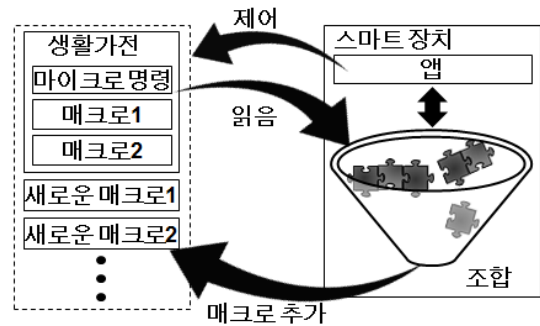 제어
생활가전
마이크로명령
매크로1
매크로2
새로운 매크로1
새로운 매크로2
읽음
스마트 장치
앱
조합
매크로 추가